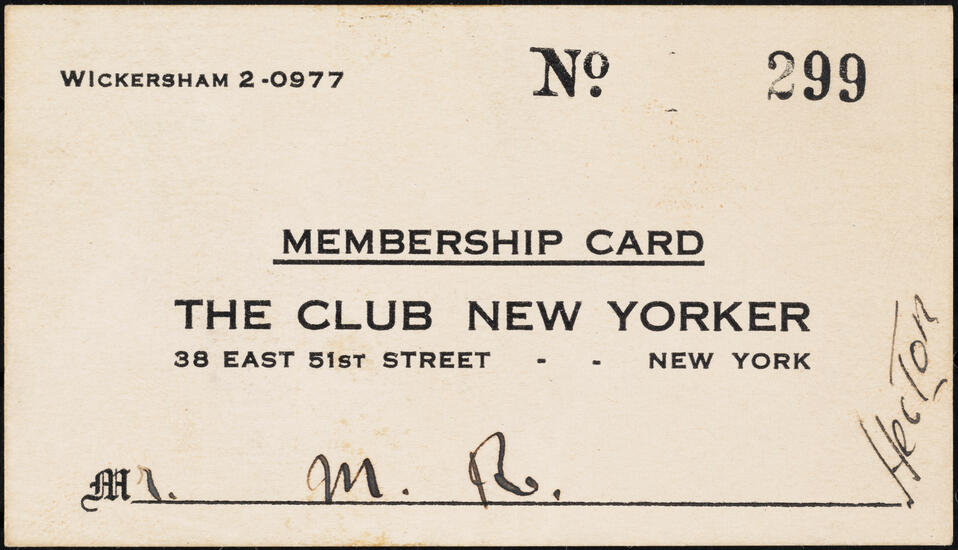 WICKERSHAM 2-0977
Nº 299
MEMBERSHIP CARD
THE CLUB NEW YORKER
38 EAST 51ST STREET - - NEW YORK
Mr. M. R.
HecTOR